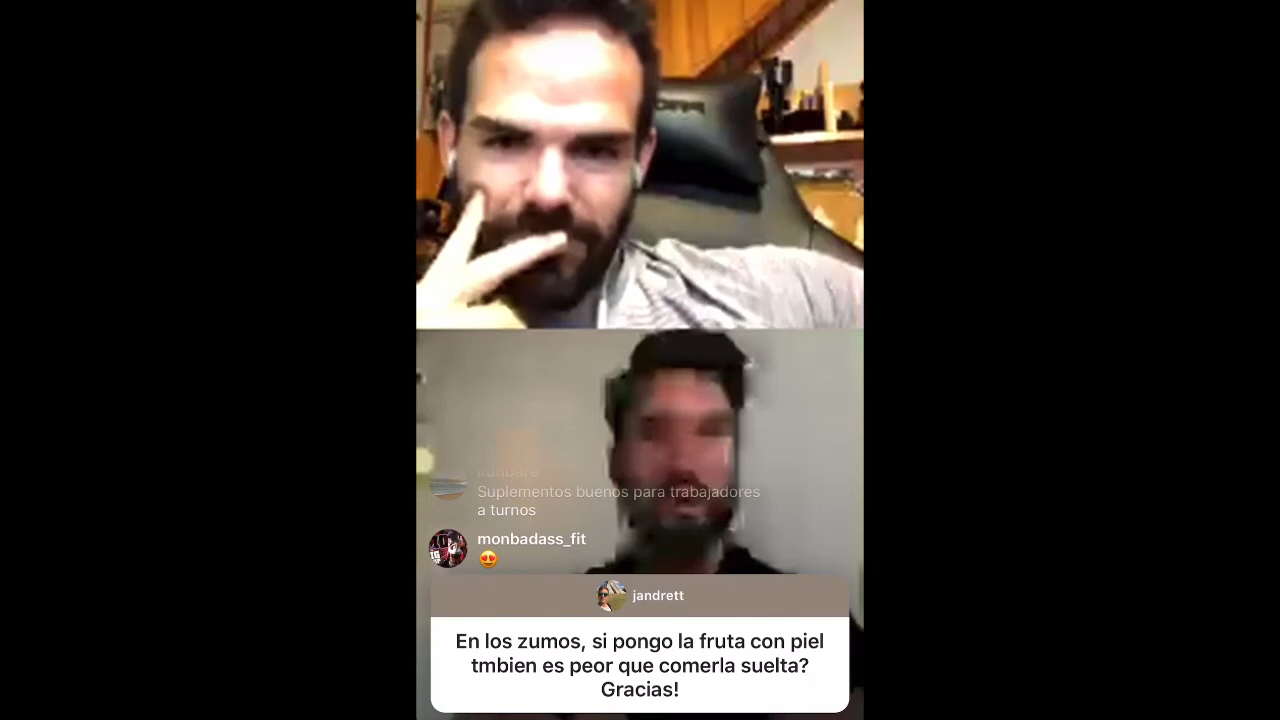 kunbare
Suplementos buenos para trabajadores
a turnos
monbadass_fit
😍
jandrett
En los zumos, si pongo la fruta con piel
tmbien es peor que comerla suelta?
Gracias!